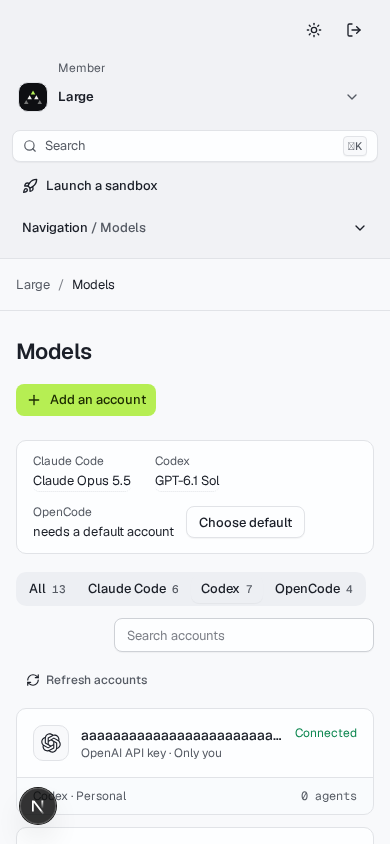 Member
Large
Search
K
Launch a sandbox
Navigation / Models
Large / Models
Models
Add an account
Claude Code
Codex
Claude Opus 5.5
GPT-6.1 Sol
OpenCode
needs a default account
Choose default
All 13 Claude Code 6 Codex 7 OpenCode 4
Search accounts
Refresh accounts
aaaaaaaaaaaaaaaaaaaaaaaaa...
Connected
OpenAI API key · Only you
Codex · Personal
0 agents
N